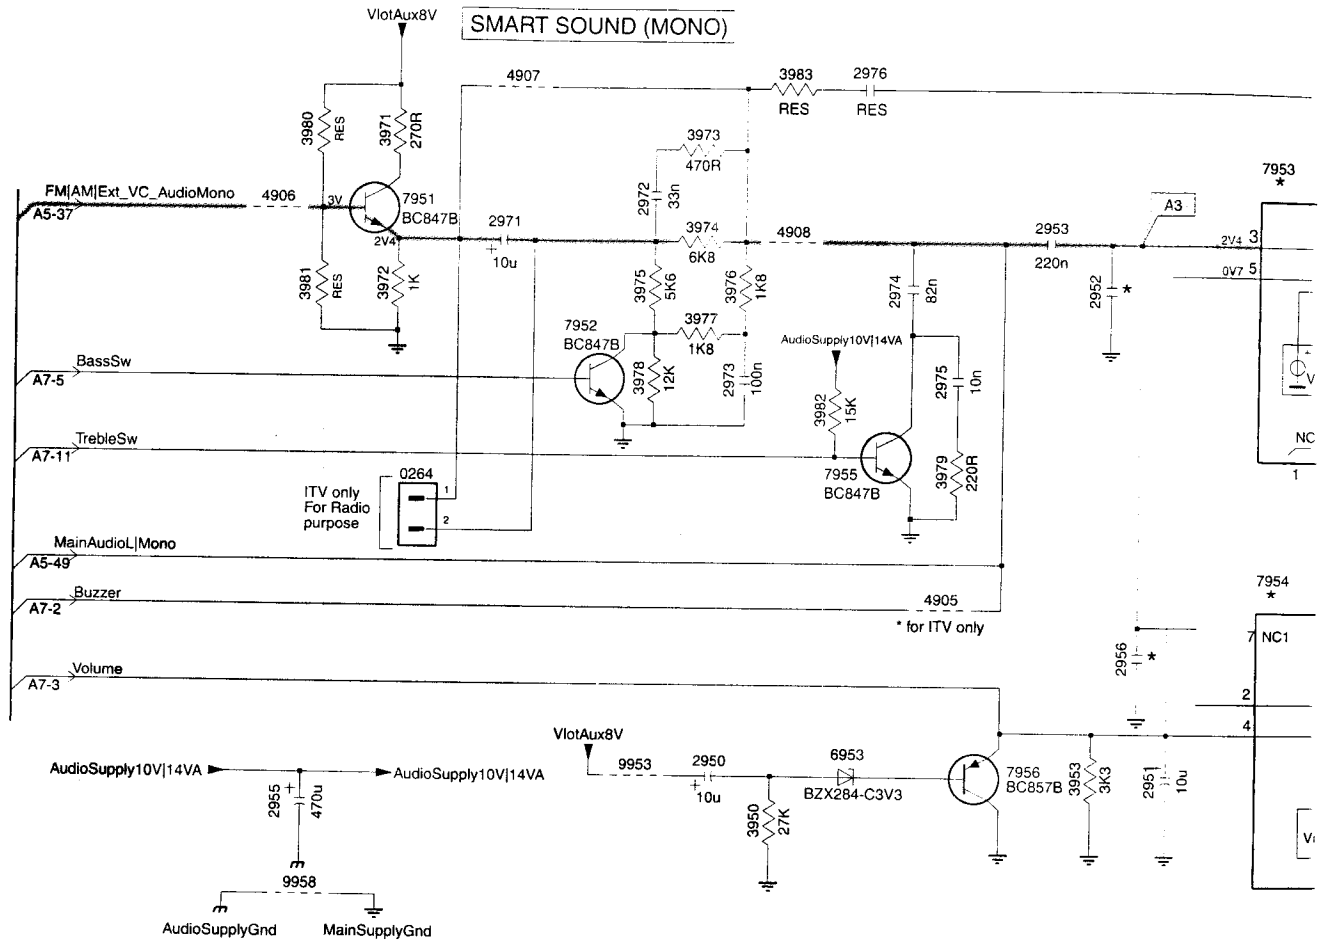 VlotAux8V
SMART SOUND (MONO)
4907
3983
RES
2976
RES
3980
RES
3971
270R
3973
470R
2972
33n
7953
*
FM|AM|Ext_VC_AudioMono
A5-37
4906
3V
7951
BC847B
2V4
2971
+
10u
3974
6K8
4908
2953
220n
A3
2V4
3
0V7
5
3981
RES
3972
1K
3975
5K6
3976
1K8
2974
82n
2952
*
3977
1K8
7952
BC847B
AudioSupply10V|14VA
BassSw
A7-5
3978
12K
2973
100n
3982
15K
2975
10n
+
V
NC
1
TrebleSw
A7-11
7955
BC847B
3979
220R
0264
1
2
ITV only
For Radio
purpose
MainAudioL|Mono
A5-49
Buzzer
A7-2
4905
* for ITV only
7954
*
7
NC1
2956
*
Volume
A7-3
2
4
VlotAux8V
AudioSupply10V|14VA
AudioSupply10V|14VA
2955
+
470u
9953
2950
+
10u
6953
BZX284-C3V3
7956
BC857B
3953
3K3
2951
10u
3950
27K
9958
AudioSupplyGnd
MainSupplyGnd